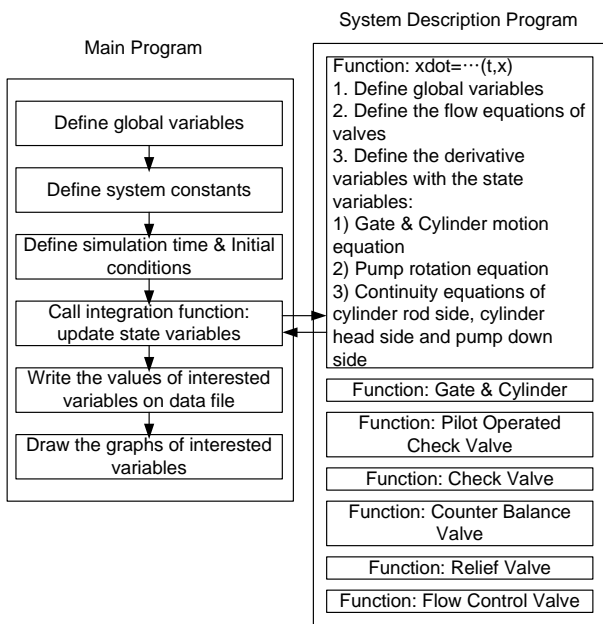 System Description Program
Main Program
Define global variables
Define system constants
Define simulation time & Initial
conditions
Call integration function:
update state variables
Write the values of interested
variables on data file
Draw the graphs of interested
variables
Function: xdot=⋯(t,x)
1. Define global variables
2. Define the flow equations of
valves
3. Define the derivative
variables with the state
variables:
1) Gate & Cylinder motion
equation
2) Pump rotation equation
3) Continuity equations of
cylinder rod side, cylinder
head side and pump down
side
Function: Gate & Cylinder
Function: Pilot Operated
Check Valve
Function: Check Valve
Function: Counter Balance
Valve
Function: Relief Valve
Function: Flow Control Valve